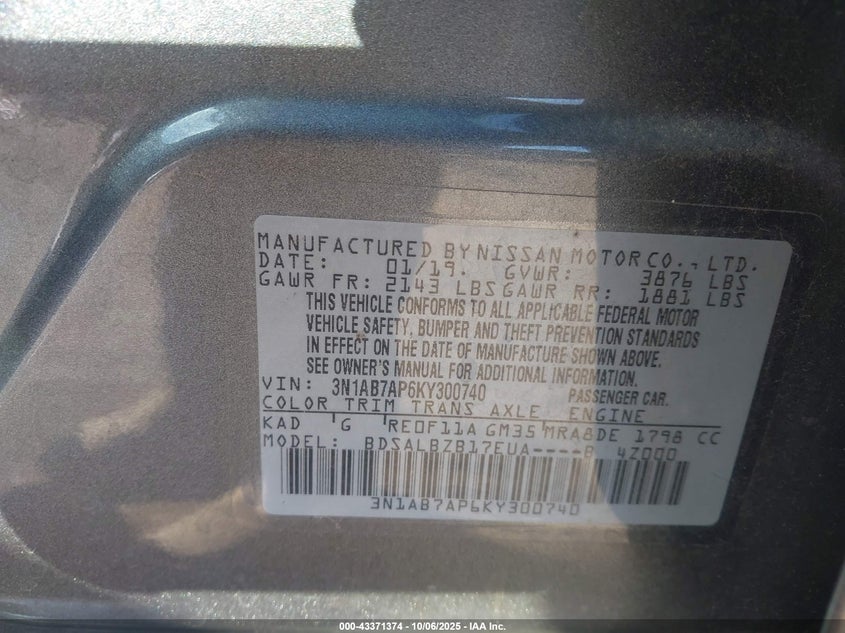 MANUFACTURED BY NISSAN MOTOR CO., LTD.
DATE: 01/19. GVWR: 3876 LBS
GAWR FR: 2143 LBS GAWR RR: 1881 LBS
THIS VEHICLE CONFORMS TO ALL APPLICABLE FEDERAL MOTOR
VEHICLE SAFETY, BUMPER AND THEFT PREVENTION STANDARDS
IN EFFECT ON THE DATE OF MANUFACTURE SHOWN ABOVE.
SEE OWNER'S MANUAL FOR ADDITIONAL INFORMATION.
VIN: 3N1AB7AP6KY300740 PASSENGER CAR.
COLOR TRIM TRANS AXLE ENGINE
KAD G RE0F11A GM35 MRA8DE 1798 CC
MODEL: BDSALBZB17EUA----B 4Z000
3N1AB7AP6KY300740
000-43371374 | 10/06/2025 - IAA Inc.